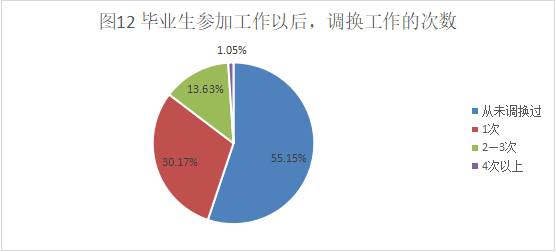 图12 毕业生参加工作以后，调换工作的次数
1.05%
13.63%
30.17%
55.15%
从未调换过
1次
2—3次
4次以上